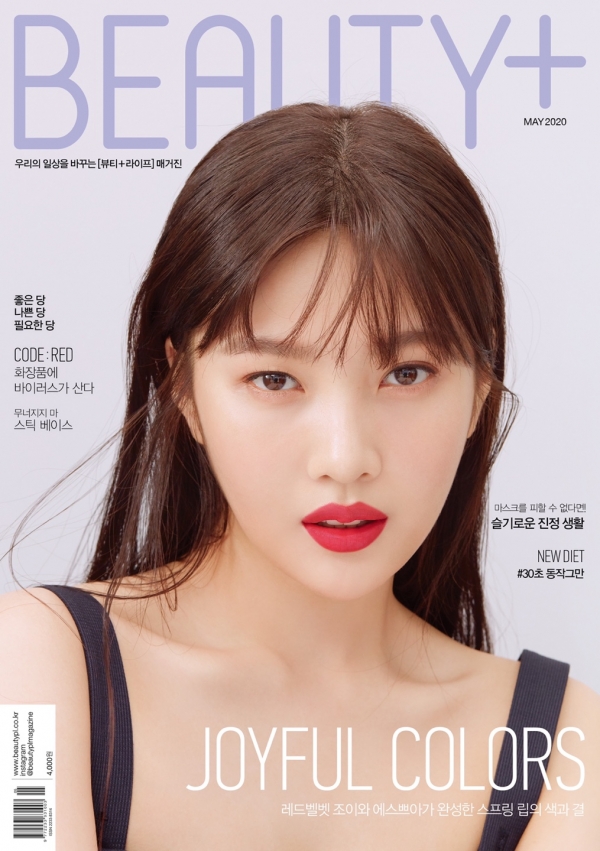 BEAUTY+
MAY 2020
우리의 일상을 바꾸는 [뷰티+라이프] 매거진
좋은 당
나쁜 당
필요한 당
CODE : RED
화장품에
바이러스가 산다
무너지지 마
스틱 베이스
마스크를 피할 수 없다면!
슬기로운 진정 생활
NEW DIET
#30초 동작그만
JOYFUL COLORS
레드벨벳 조이와 에스쁘아가 완성한 스프링 립의 색과 결
www.beautypl.co.kr
instagram
@beautyplmagazine
4,000원